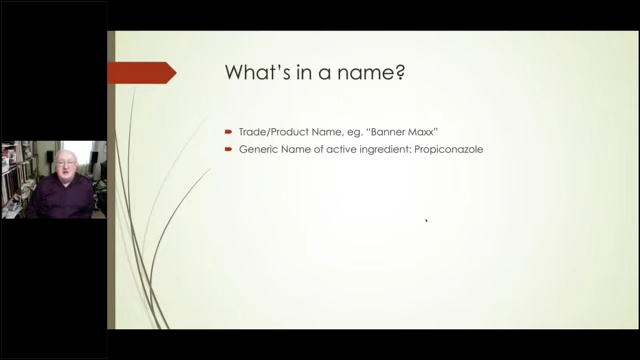 What's in a name?
Trade/Product Name, eg. "Banner Maxx"
Generic Name of active ingredient: Propiconazole